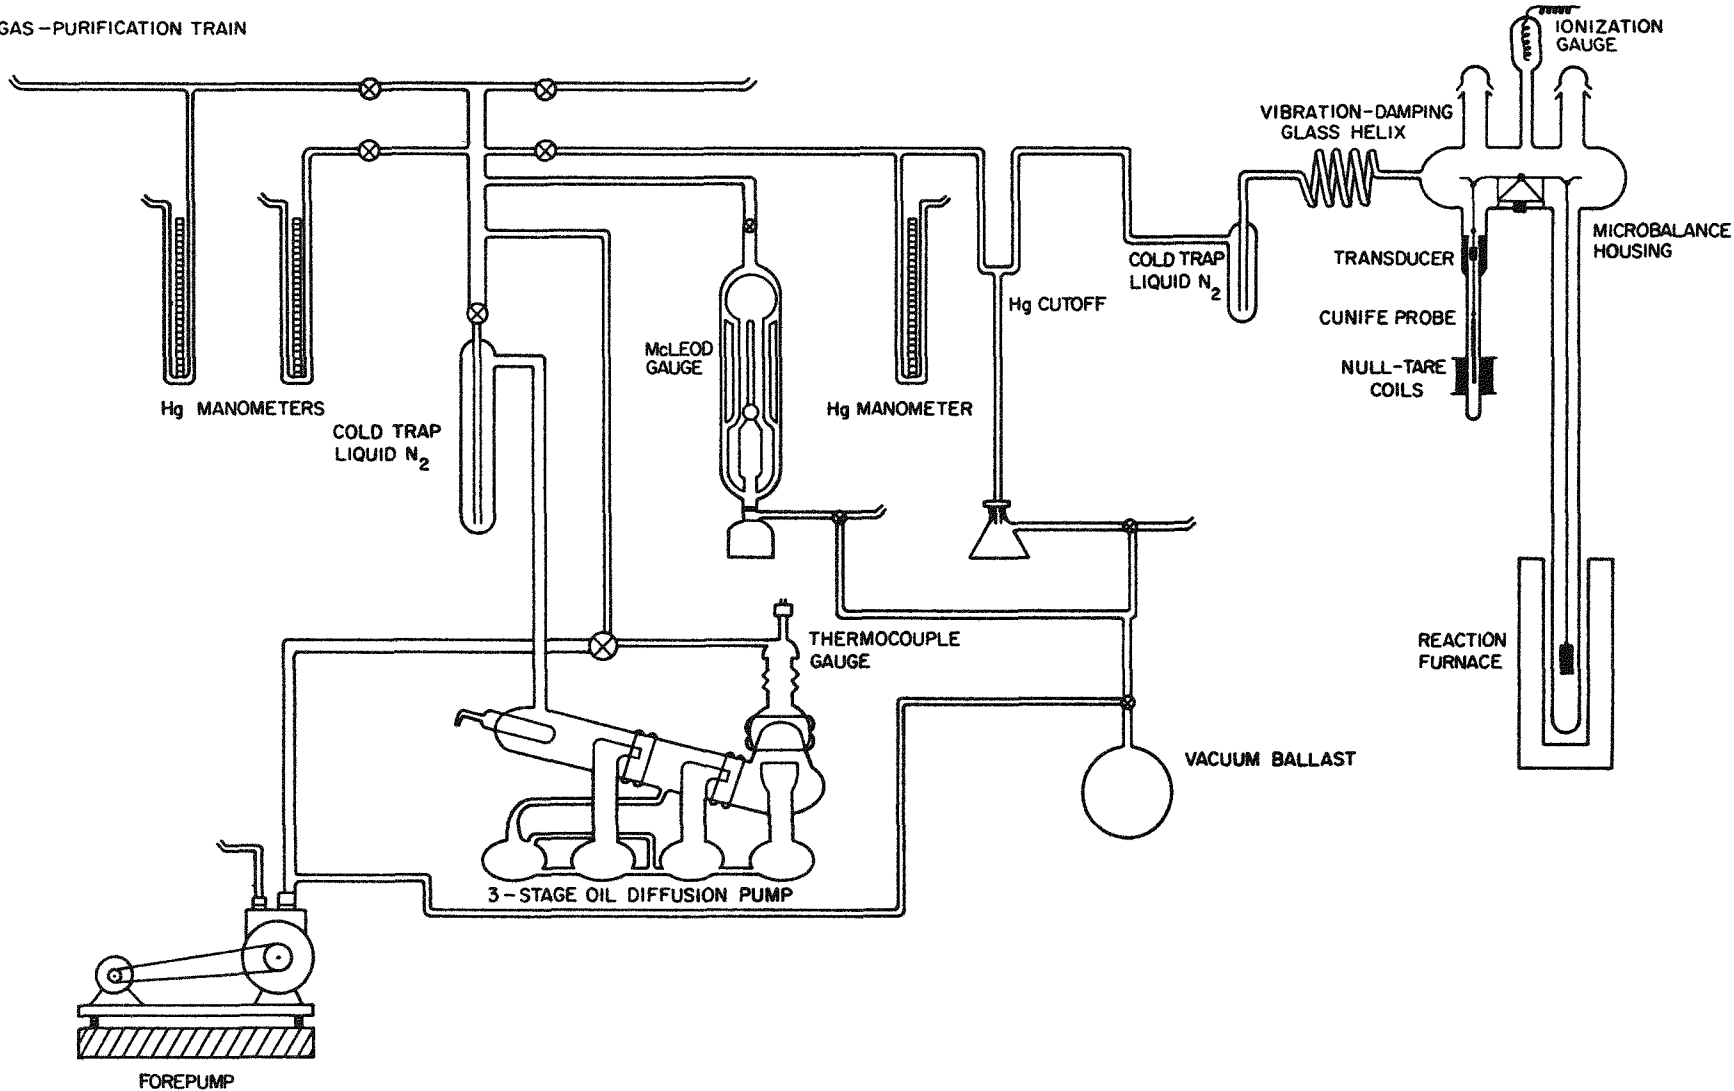 GAS-PURIFICATION TRAIN
IONIZATION
GAUGE
VIBRATION-DAMPING
GLASS HELIX
MICROBALANCE
HOUSING
COLD TRAP
LIQUID N2
TRANSDUCER
Hg CUTOFF
CUNIFE PROBE
McLEOD
GAUGE
NULL-TARE
COILS
Hg MANOMETERS
Hg MANOMETER
COLD TRAP
LIQUID N2
THERMOCOUPLE
GAUGE
REACTION
FURNACE
VACUUM BALLAST
3-STAGE OIL DIFFUSION PUMP
FOREPUMP